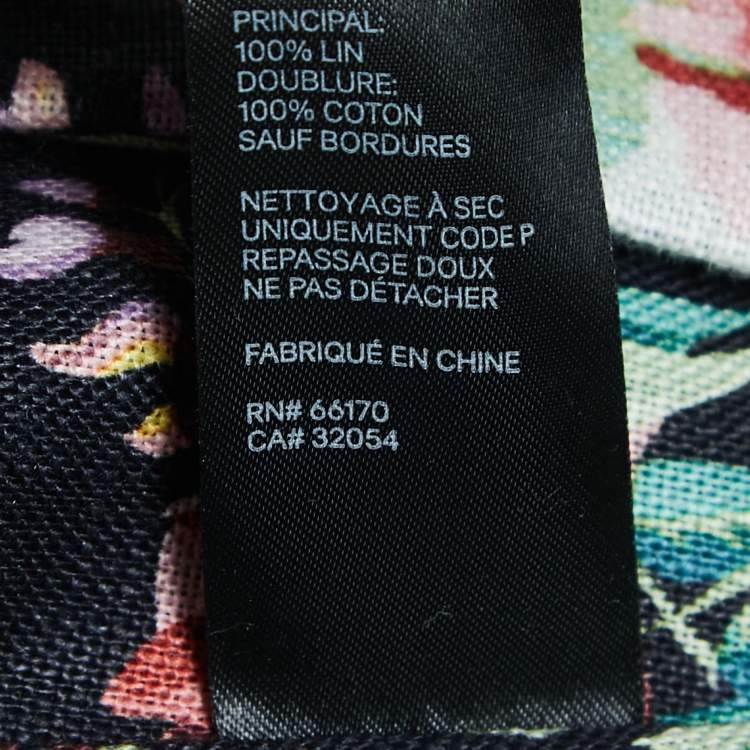 PRINCIPAL:
100% LIN
DOUBLURE:
100% COTON
SAUF BORDURES
NETTOYAGE À SEC
UNIQUEMENT CODE P
REPASSAGE DOUX
NE PAS DÉTACHER
FABRIQUÉ EN CHINE
RN# 66170
CA# 32054